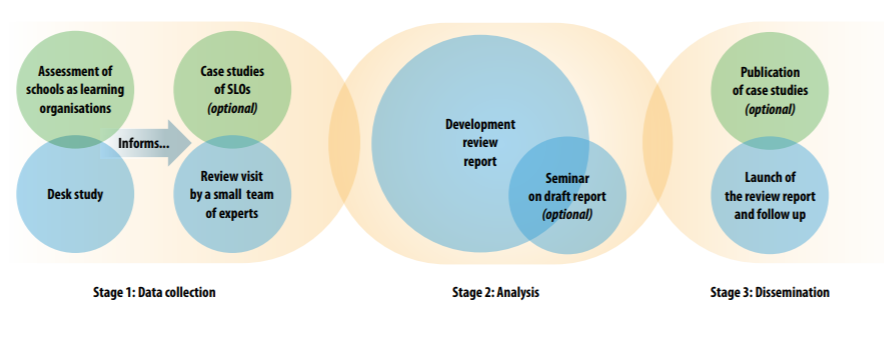 Assessment of
schools as learning
organisations
Desk study
Informs...
Case studies
of SLOs
(optional)
Review visit
by a small team
of experts
Development
review
report
Seminar
on draft report
(optional)
Publication
of case studies
(optional)
Launch of
the review report
and follow up
Stage 1: Data collection
Stage 2: Analysis
Stage 3: Dissemination